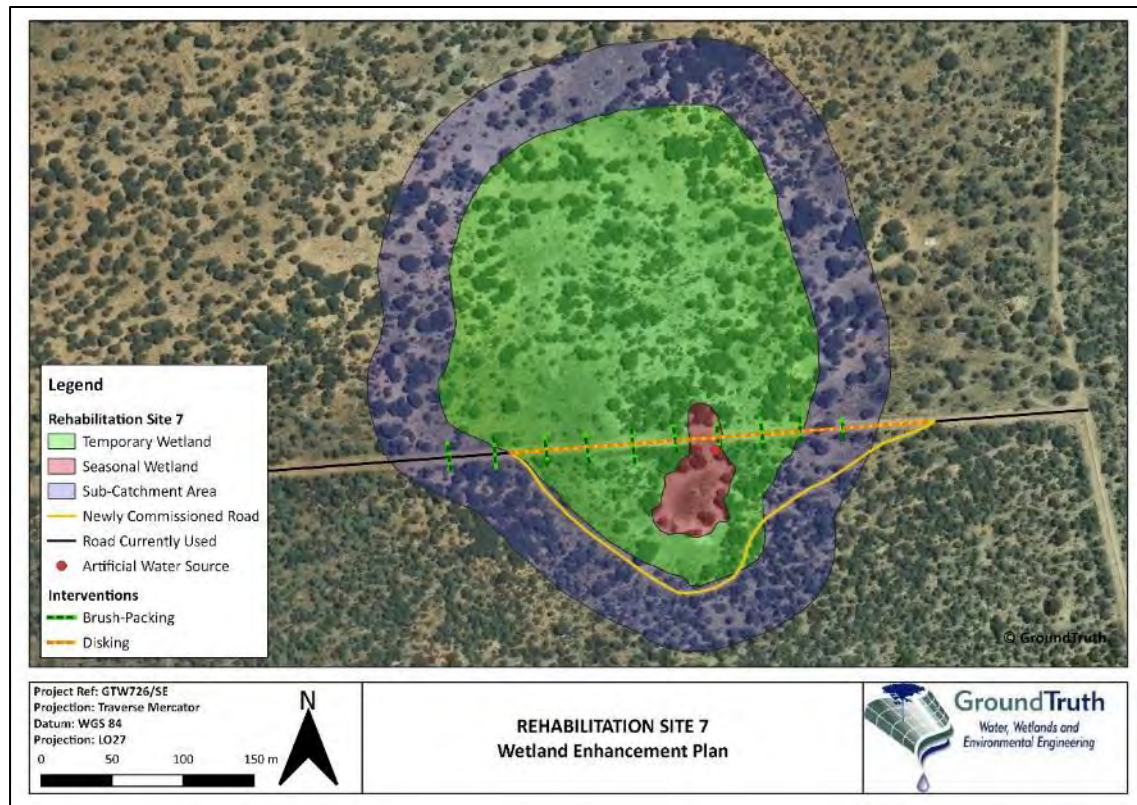 Legend
Rehabilitation Site 7
Temporary Wetland
Seasonal Wetland
Sub-Catchment Area
Newly Commissioned Road
Road Currently Used
Artificial Water Source
Interventions
Brush-Packing
Disking
© GroundTruth
Project Ref: GTW726/SE
Projection: Traverse Mercator
Datum: WGS 84
Projection: LO27
0 50 100 150 m
N
REHABILITATION SITE 7
Wetland Enhancement Plan
GroundTruth
Water, Wetlands and
Environmental Engineering